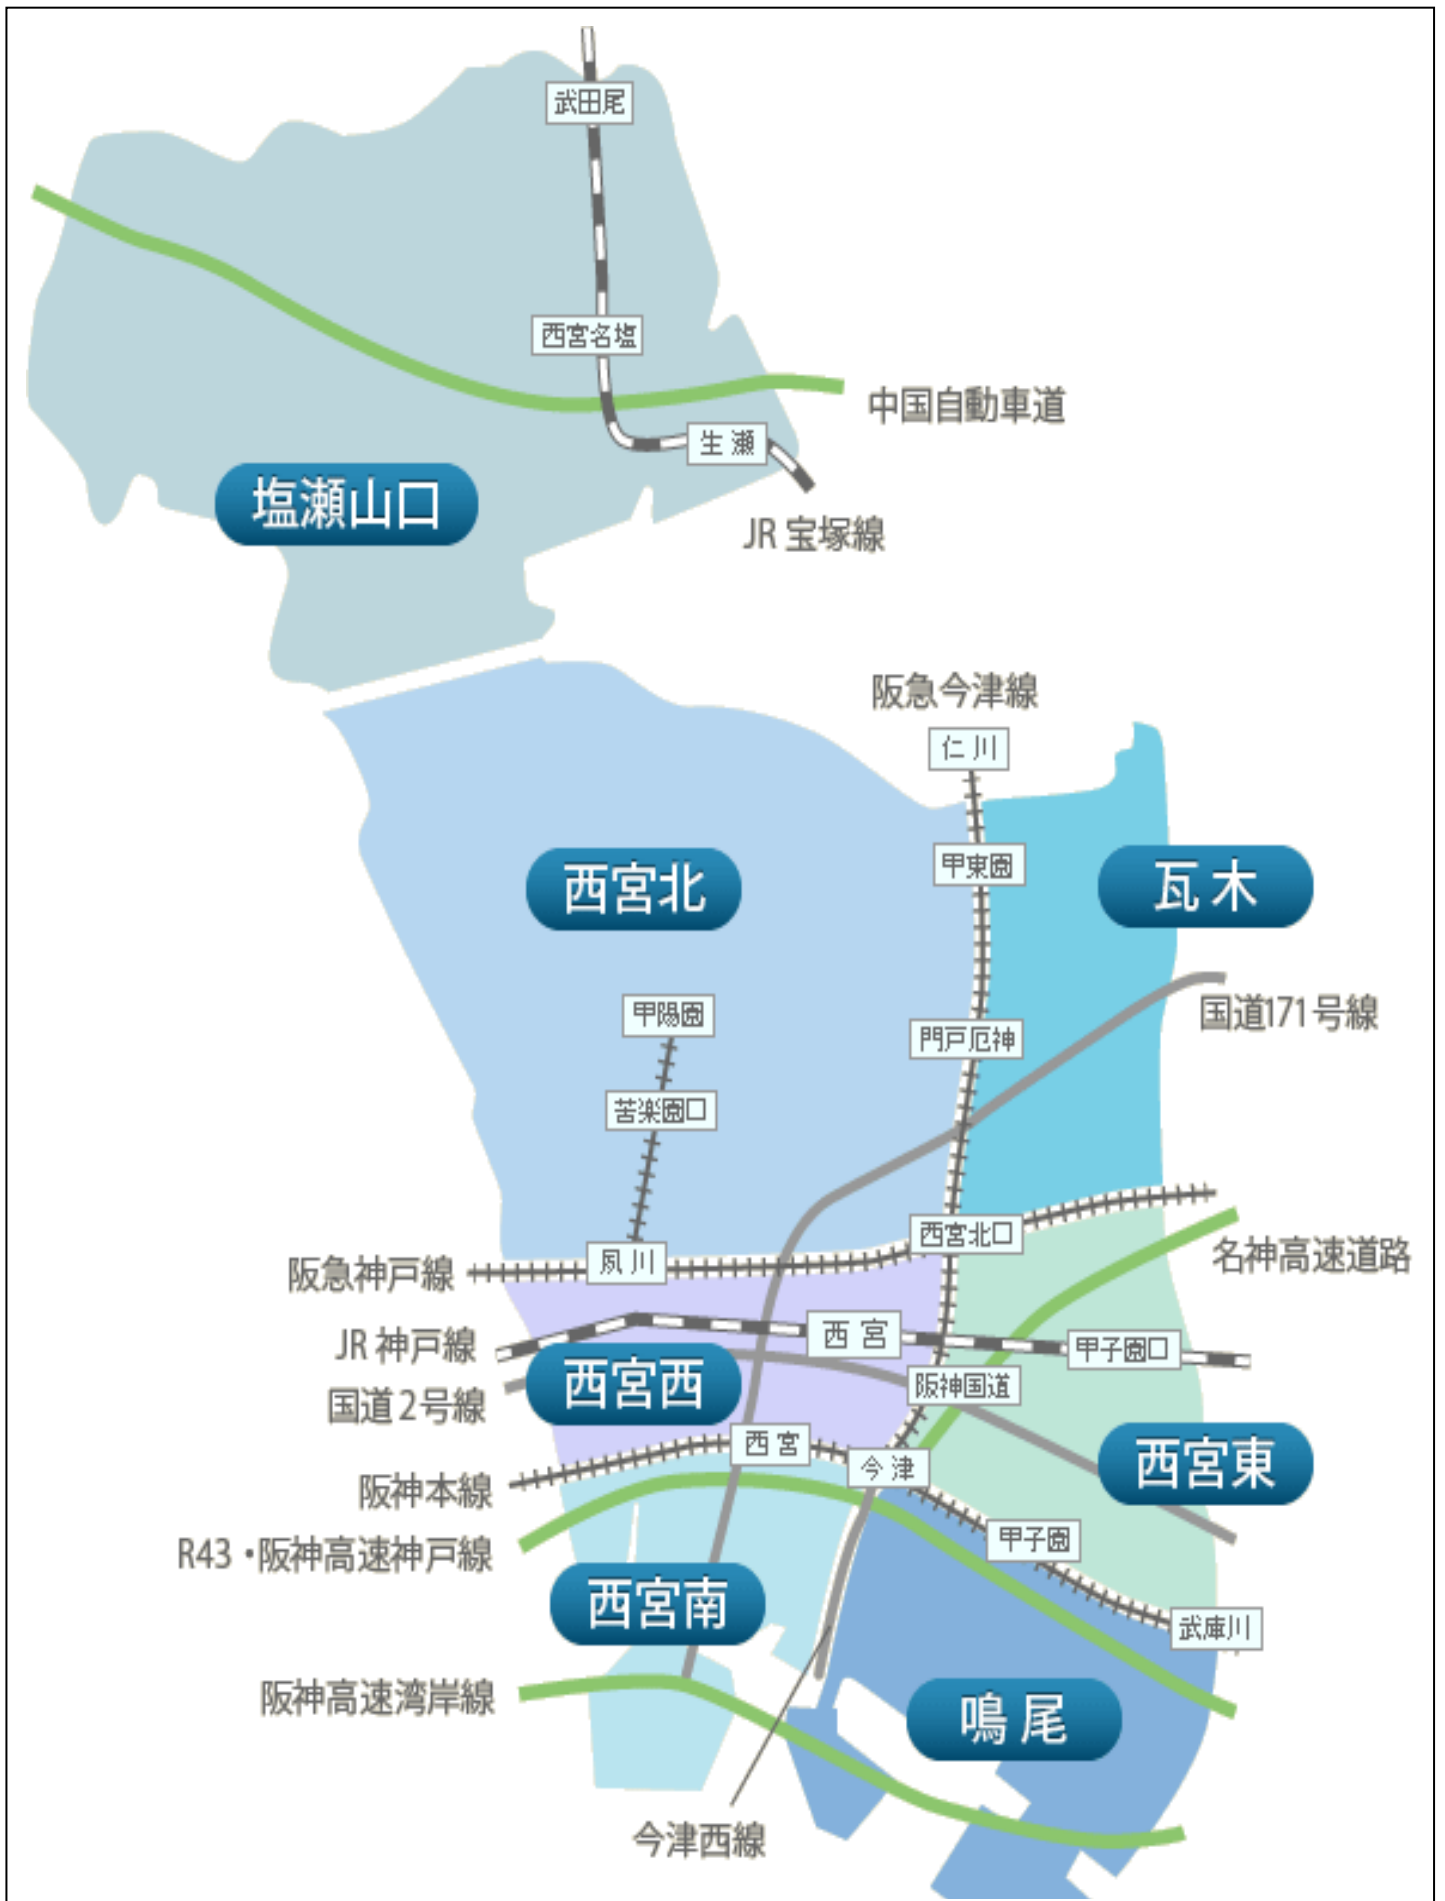 武田尾
西宮名塩
中国自動車道
生瀬
塩瀬山口
JR 宝塚線
阪急今津線
仁川
甲東園
西宮北
瓦木
甲陽園
国道171号線
門戸厄神
苦楽園口
西宮北口
名神高速道路
阪急神戸線
夙川
JR 神戸線
西宮
甲子園口
国道2号線
西宮西
阪神国道
西宮
今津
西宮東
阪神本線
甲子園
R43・阪神高速神戸線
西宮南
武庫川
阪神高速湾岸線
鳴尾
今津西線